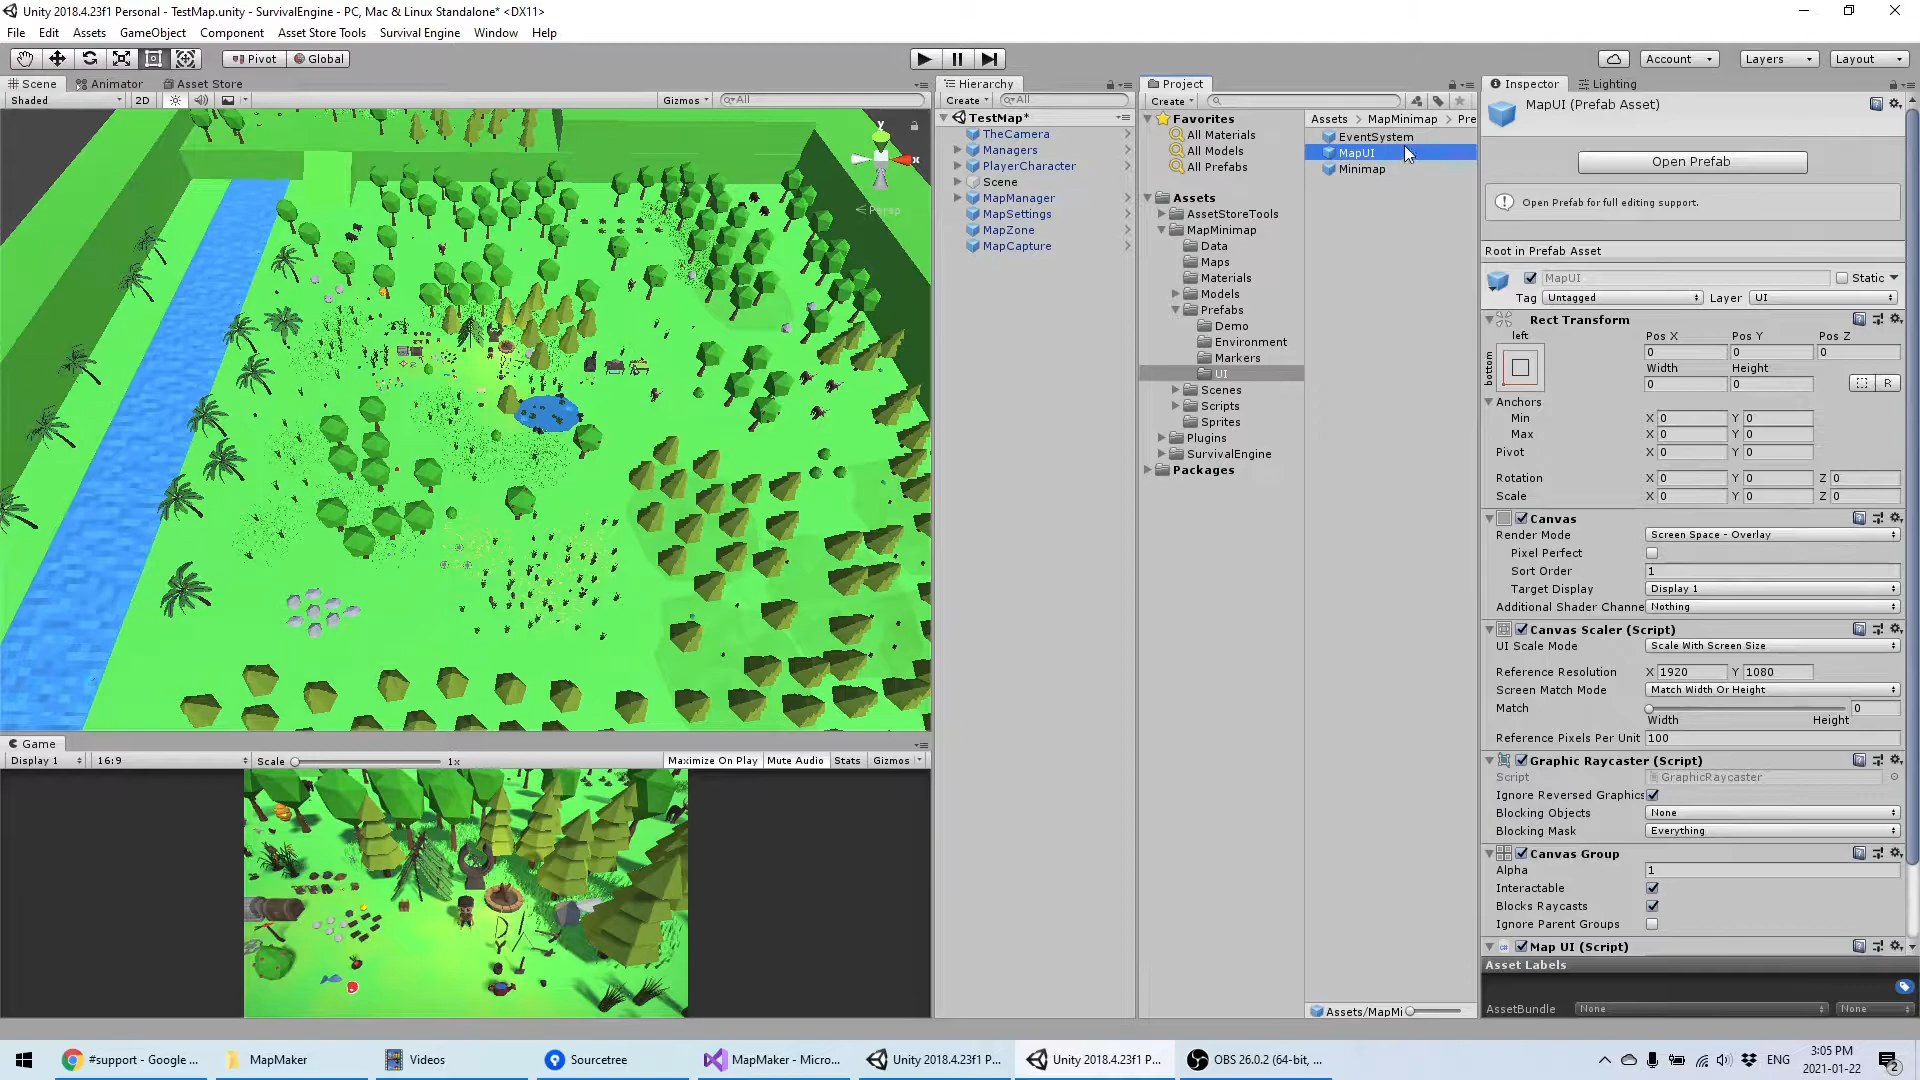 Unity 2018.4.23f1 Personal - TestMap.unity - SurvivalEngine - PC, Mac & Linux Standalone* <DX11>
File Edit Assets GameObject Component Asset Store Tools Survival Engine Window Help
Pivot Global Account Layers Layout
Scene Animator Asset Store
Shaded 2D Gizmos All
y
x
Persp
Hierarchy
Create All
TestMap*
TheCamera
Managers
PlayerCharacter
Scene
MapManager
MapSettings
MapZone
MapCapture
Project
Create
Favorites
All Materials
All Models
All Prefabs
Assets
AssetStoreTools
MapMinimap
Data
Maps
Materials
Models
Prefabs
Demo
Environment
Markers
UI
Scenes
Scripts
Sprites
Plugins
SurvivalEngine
Packages
Assets MapMinimap Pre
EventSystem
MapUI
Minimap
Assets/MapMi
Inspector Lighting
MapUI (Prefab Asset)
Open Prefab
Open Prefab for full editing support.
Root in Prefab Asset
MapUI Static
Tag Untagged Layer UI
Rect Transform
left Pos X Pos Y Pos Z
bottom 0 0 0
Width Height
0 0 R
Anchors
Min X 0 Y 0
Max X 0 Y 0
Pivot X 0 Y 0
Rotation X 0 Y 0 Z 0
Scale X 0 Y 0 Z 0
Canvas
Render Mode Screen Space - Overlay
Pixel Perfect
Sort Order 1
Target Display Display 1
Additional Shader Channe Nothing
Canvas Scaler (Script)
UI Scale Mode Scale With Screen Size
Reference Resolution X 1920 Y 1080
Screen Match Mode Match Width Or Height
Match 0
Width Height
Reference Pixels Per Unit 100
Graphic Raycaster (Script)
Script GraphicRaycaster
Ignore Reversed Graphics
Blocking Objects None
Blocking Mask Everything
Canvas Group
Alpha 1
Interactable
Blocks Raycasts
Ignore Parent Groups
Map UI (Script)
Asset Labels
AssetBundle None None
Game
Display 1 16:9 Scale 1x Maximize On Play Mute Audio Stats Gizmos
#support - Google ... MapMaker Videos Sourcetree MapMaker - Micro... Unity 2018.4.23f1 P... Unity 2018.4.23f1 P... OBS 26.0.2 (64-bit, ... ENG 3:05 PM
2021-01-22 2